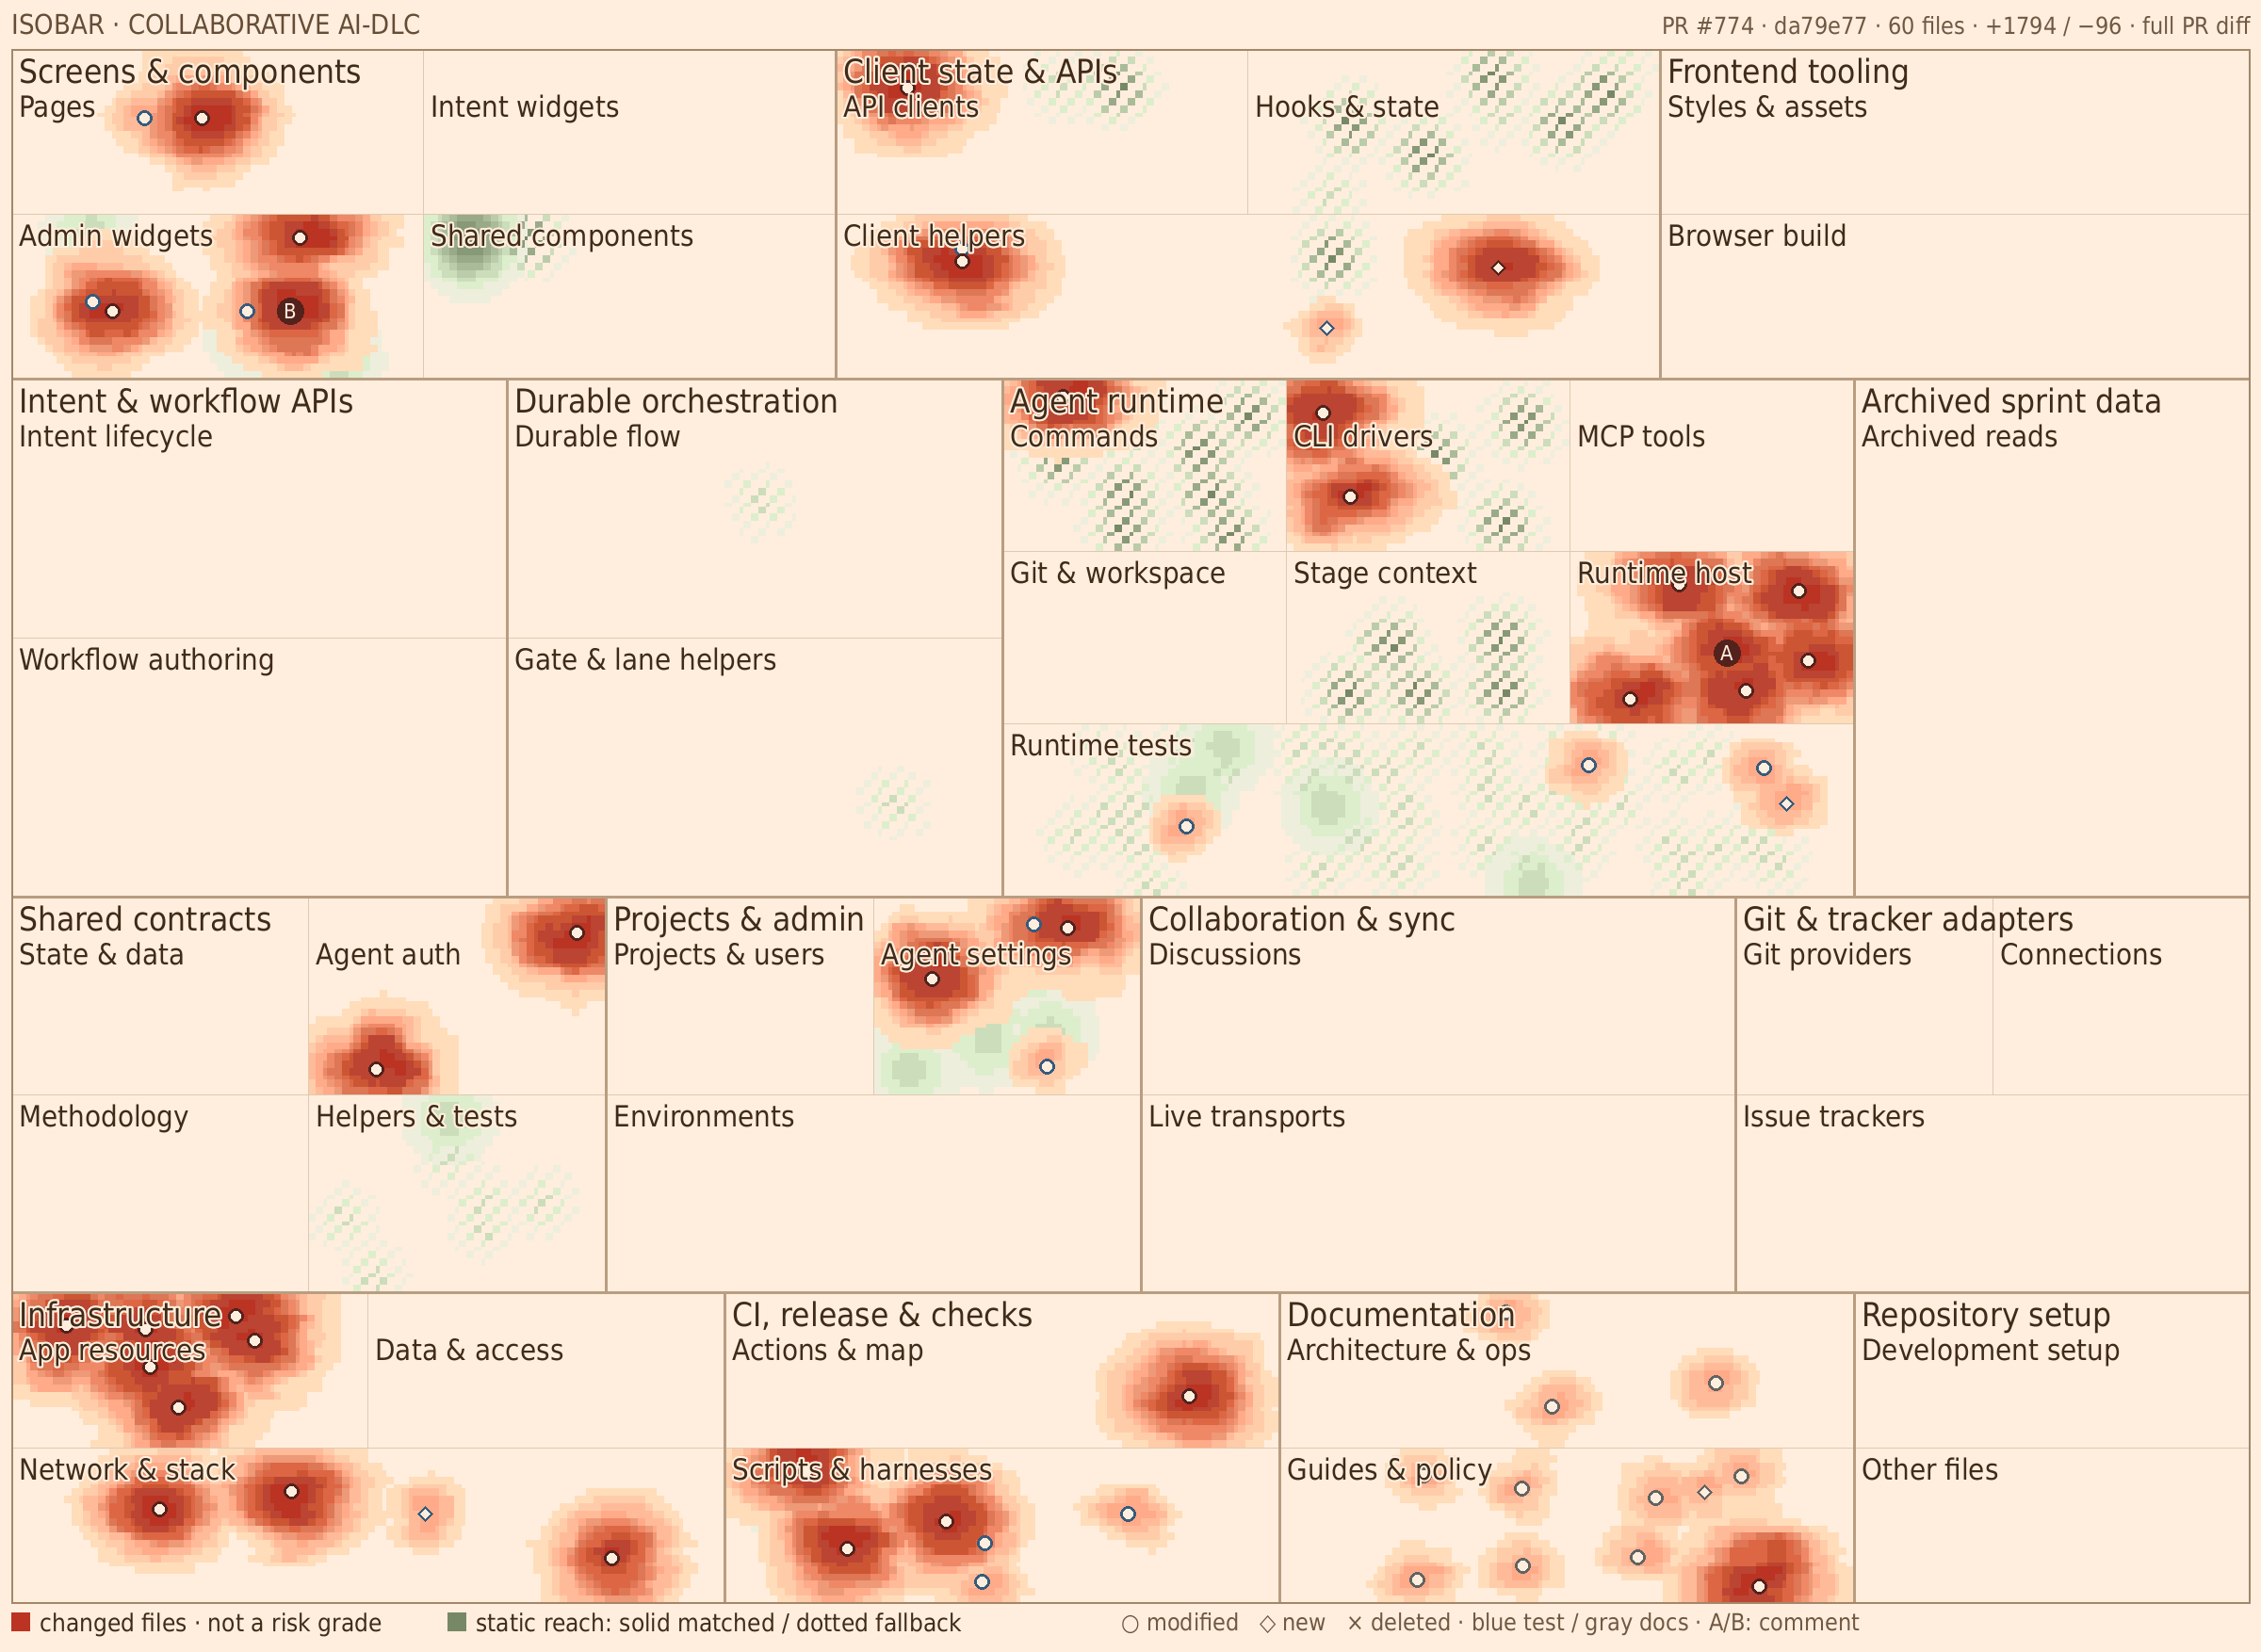 ISOBAR · COLLABORATIVE AI-DLC
PR #774 · da79e77 · 60 files · +1794 / −96 · full PR diff
Screens & components
Pages
Intent widgets
Client state & APIs
API clients
Hooks & state
Frontend tooling
Styles & assets
Admin widgets
B
Shared components
Client helpers
Browser build
Intent & workflow APIs
Intent lifecycle
Durable orchestration
Durable flow
Agent runtime
Commands
CLI drivers
MCP tools
Archived sprint data
Archived reads
Git & workspace
Stage context
Runtime host
A
Workflow authoring
Gate & lane helpers
Runtime tests
Shared contracts
State & data
Agent auth
Projects & admin
Projects & users
Agent settings
Collaboration & sync
Discussions
Git & tracker adapters
Git providers
Connections
Methodology
Helpers & tests
Environments
Live transports
Issue trackers
Infrastructure
App resources
Data & access
CI, release & checks
Actions & map
Documentation
Architecture & ops
Repository setup
Development setup
Network & stack
Scripts & harnesses
Guides & policy
Other files
changed files · not a risk grade
static reach: solid matched / dotted fallback
○ modified ◇ new × deleted · blue test / gray docs · A/B: comment